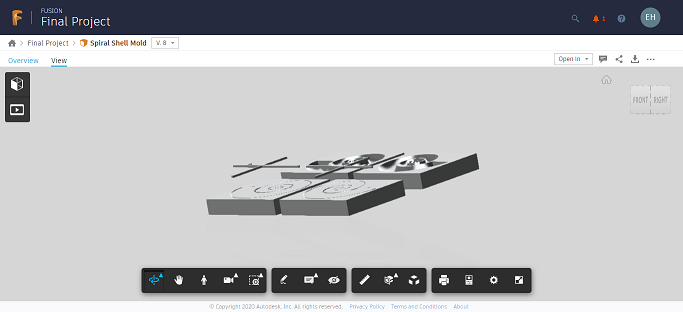 FUSION
Final Project
1
EH
Final Project
Spiral Shell Mold
V. 8
Overview
View
Open In
FRONT
RIGHT
© Copyright 2020 Autodesk, Inc. All rights reserved.
Privacy Policy
Terms and Conditions
About